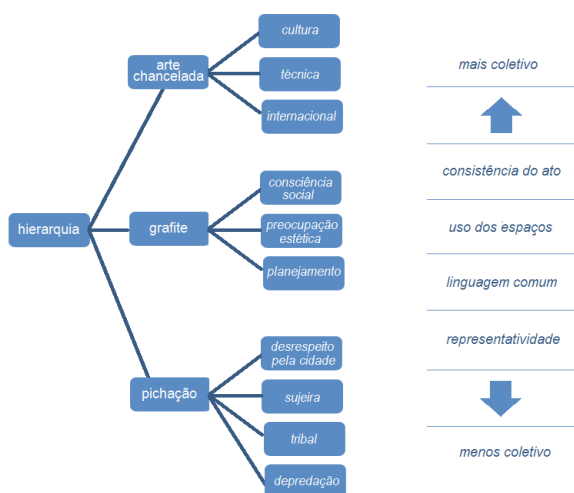 hierarquia
arte
chancelada
cultura
técnica
internacional
grafite
consciência
social
preocupação
estética
planejamento
pichação
desrespeito
pela cidade
sujeira
tribal
depredação
mais coletivo
consistência do ato
uso dos espaços
linguagem comum
representatividade
menos coletivo